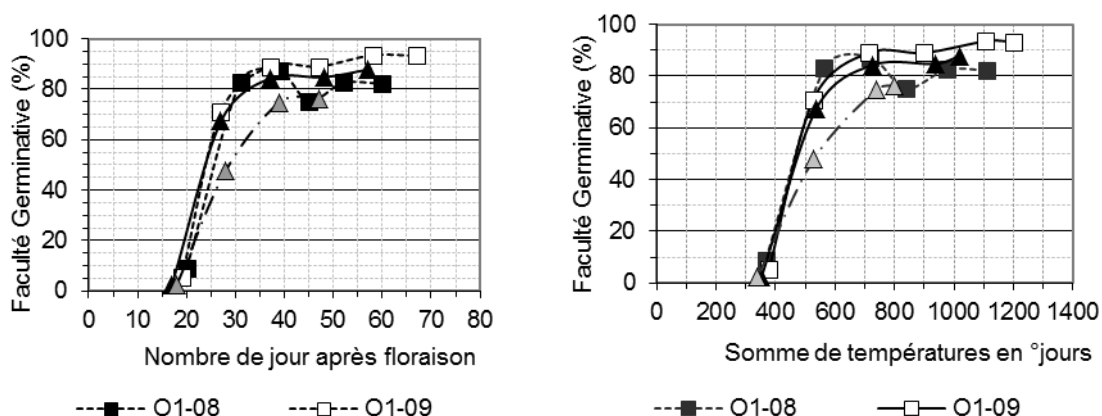 Faculté Germinative (%)
100
80
60
40
20
0
0 10 20 30 40 50 60 70 80
Nombre de jour après floraison
O1-08 O1-09
Faculté Germinative (%)
100
80
60
40
20
0
0 200 400 600 800 1000 1200 1400
Somme de températures en °jours
O1-08 O1-09